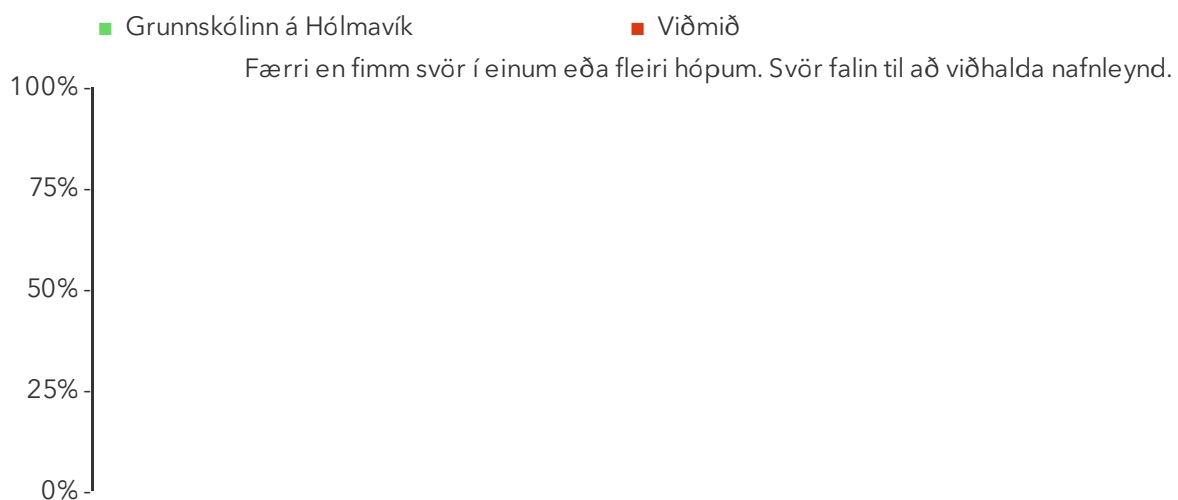 Grunnskólinn á Hólmavík Viðmið
Færri en fimm svör í einum eða fleiri hópum. Svör falin til að viðhalda nafnleynd.
100%
75%
50%
25%
0%